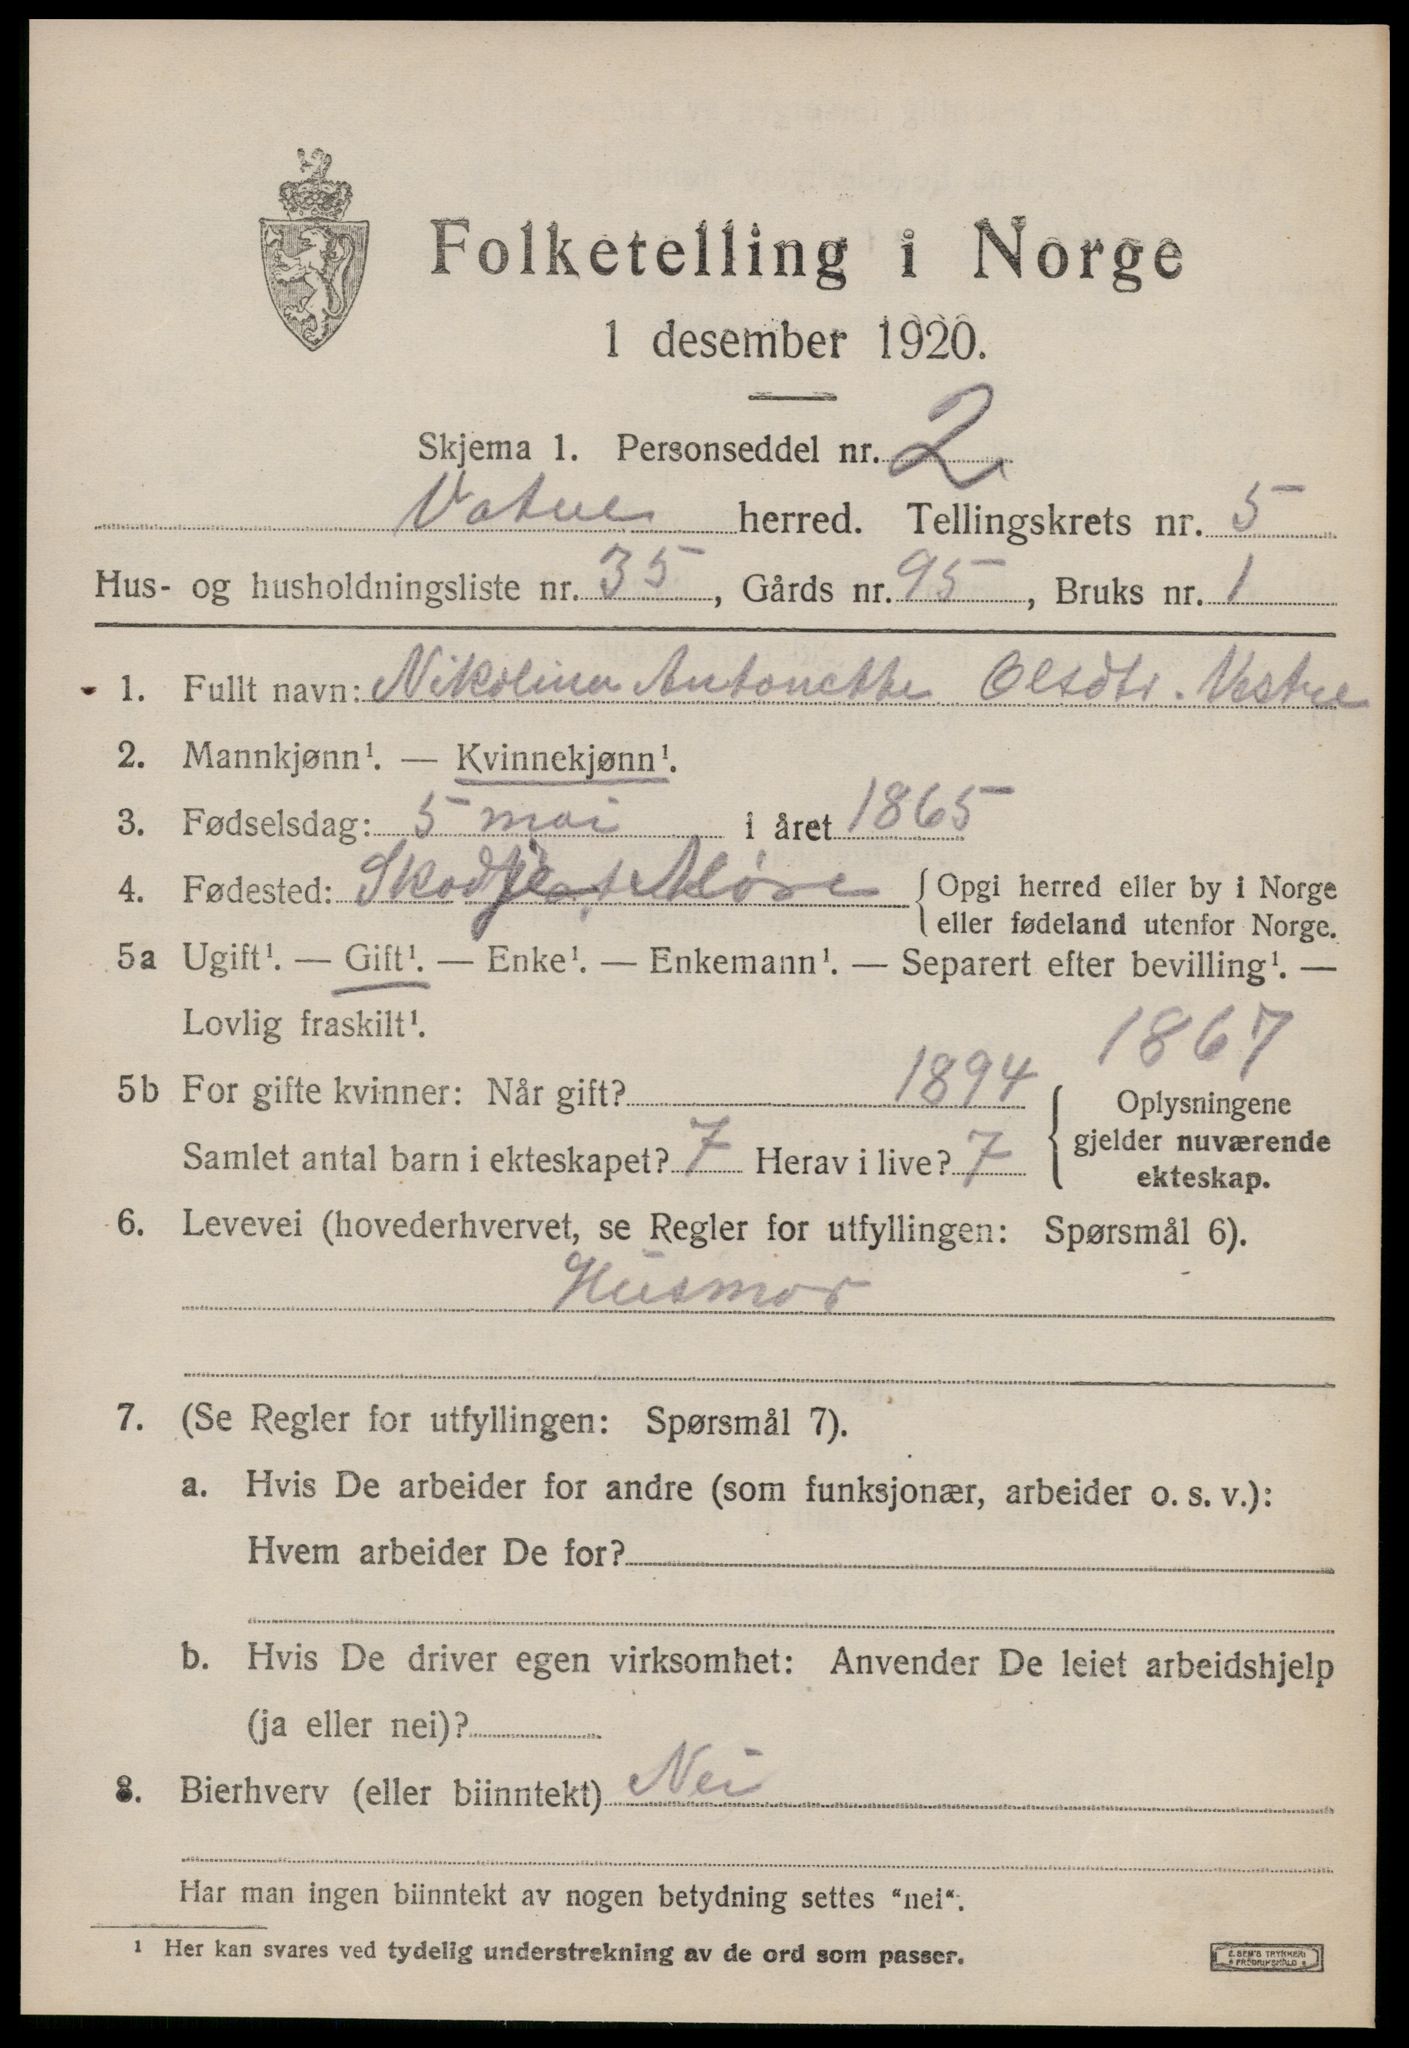 Folketelling i Norge
1 desember 1920.
Skjema 1. Personseddel nr. 2
Vatne herred. Tellingskrets nr. 5
Hus- og husholdningsliste nr. 35, Gårds nr. 95, Bruks nr. 1
1. Fullt navn: Nikolina Antonette Olsdtr. Vestre
2. Mannkjønn¹. — Kvinnekjønn¹.
3. Fødselsdag: 5 mai i året 1865
4. Fødested: Skodje, Møre { Opgi herred eller by i Norge
eller fødeland utenfor Norge.
5a Ugift¹. — Gift¹. — Enke¹. — Enkemann¹. — Separert efter bevilling¹. —
Lovlig fraskilt¹. 1867
5b For gifte kvinner: Når gift? 1894 { Oplysningene
Samlet antal barn i ekteskapet? 7 Herav i live? 7 gjelder nuværende
ekteskap.
6. Levevei (hovederhvervet, se Regler for utfyllingen: Spørsmål 6).
Husmor
7. (Se Regler for utfyllingen: Spørsmål 7).
a. Hvis De arbeider for andre (som funksjonær, arbeider o. s. v.):
Hvem arbeider De for?
b. Hvis De driver egen virksomhet: Anvender De leiet arbeidshjelp
(ja eller nei)?
8. Bierhverv (eller biinntekt) Nei
Har man ingen biinntekt av nogen betydning settes "nei".
¹ Her kan svares ved tydelig understrekning av de ord som passer.
E. SEM'S TRYKKERI
FREDRIKSHALD